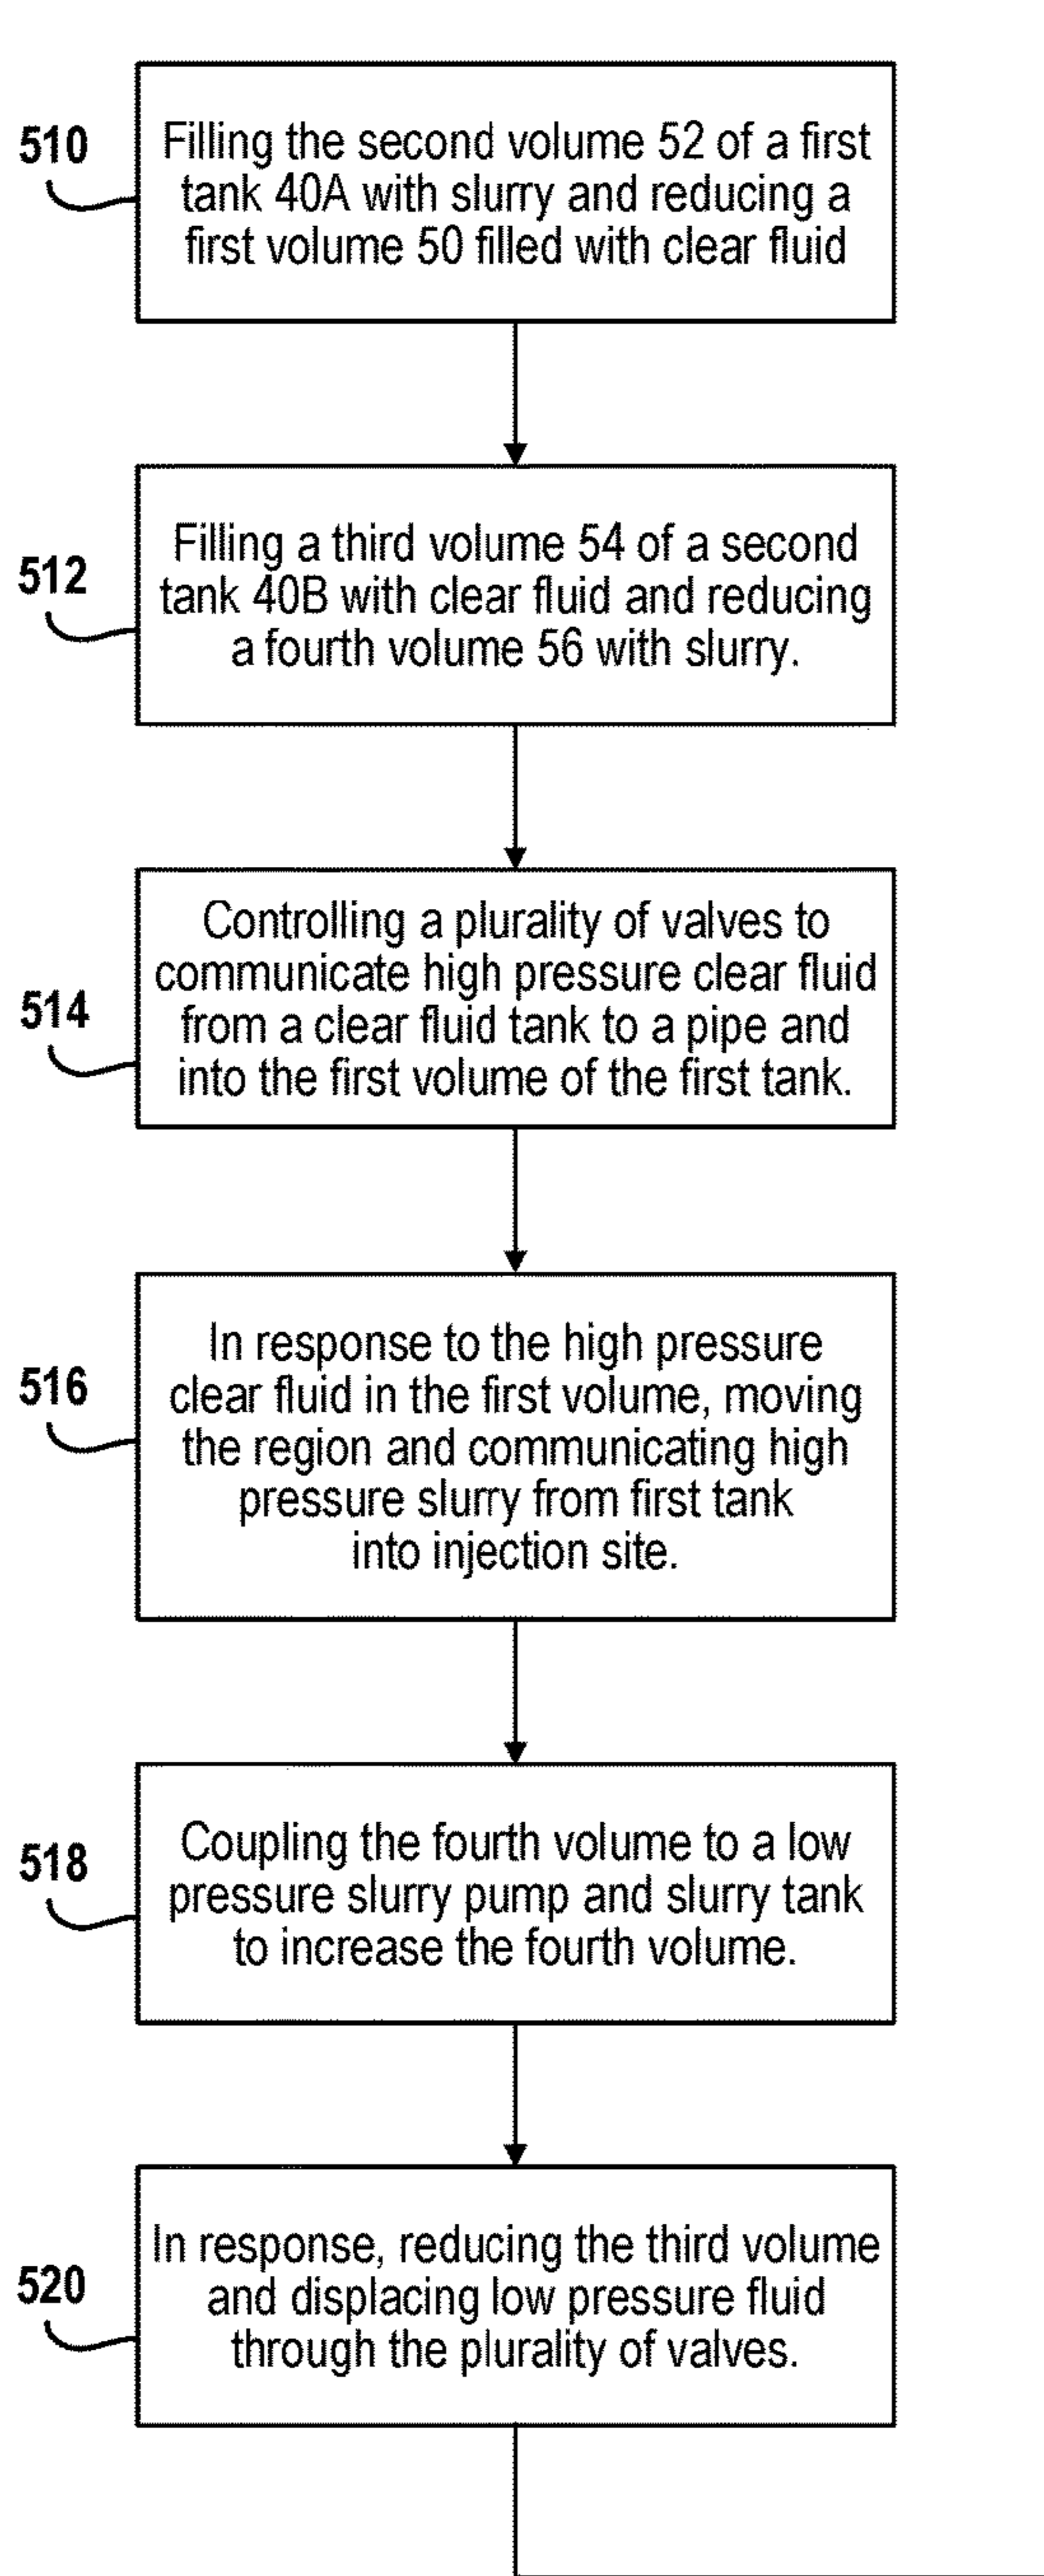 510
Filling the second volume 52 of a first
tank 40A with slurry and reducing a
first volume 50 filled with clear fluid
512
Filling a third volume 54 of a second
tank 40B with clear fluid and reducing
a fourth volume 56 with slurry.
514
Controlling a plurality of valves to
communicate high pressure clear fluid
from a clear fluid tank to a pipe and
into the first volume of the first tank.
516
In response to the high pressure
clear fluid in the first volume, moving
the region and communicating high
pressure slurry from first tank
into injection site.
518
Coupling the fourth volume to a low
pressure slurry pump and slurry tank
to increase the fourth volume.
520
In response, reducing the third volume
and displacing low pressure fluid
through the plurality of valves.